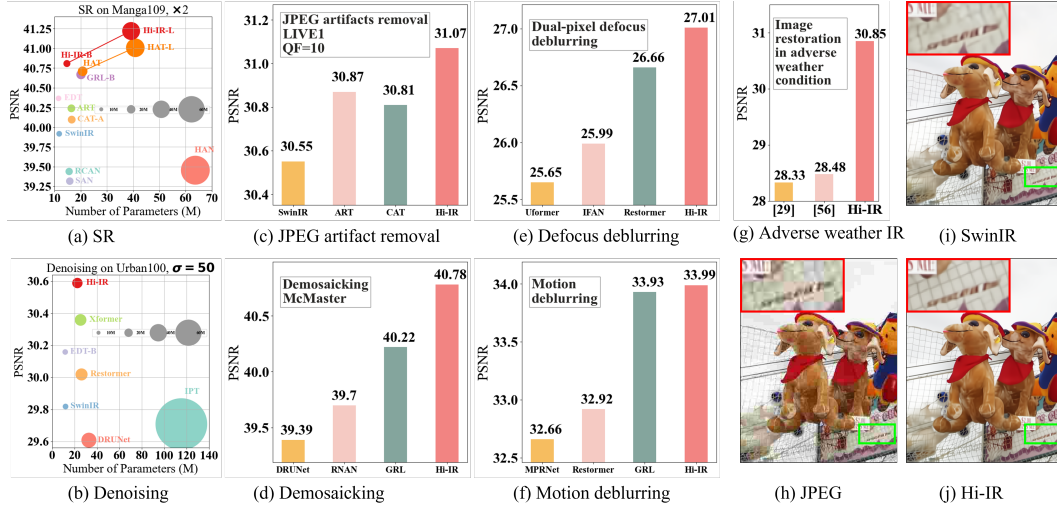 SR on Manga109, ×2
41.25
41.00
40.75
40.50
40.25
40.00
39.75
39.50
39.25
PSNR
Hi-IR-L
HAT-L
Hi-IR-B
HAT
GRL-B
EDT
ART
CAT-A
SwinIR
HAN
RCAN
SAN
10M
20M
10 20 30 40 50 60 70
Number of Parameters (M)
(a) SR
JPEG artifacts removal
LIVE1
QF=10
31.2
31.0
30.8
30.6
30.4
PSNR
30.55
30.87
30.81
31.07
SwinIR ART CAT Hi-IR
(c) JPEG artifact removal
Dual-pixel defocus
deblurring
27.0
26.5
26.0
25.5
PSNR
25.65
25.99
26.66
27.01
Uformer IFAN Restormer Hi-IR
(e) Defocus deblurring
Image
restoration
in adverse
weather
condition
31
30
29
28
PSNR
28.33
28.48
30.85
[29] [56] Hi-IR
(g) Adverse weather IR
S ME
(i) SwinIR
Denoising on Urban100, σ = 50
30.6
30.4
30.2
30.0
29.8
29.6
PSNR
Hi-IR
Xformer
EDT-B
Restormer
IPT
SwinIR
DRUNet
10M
20M
0 20 40 60 80 100 120 140
Number of Parameters (M)
(b) Denoising
Demosaicking
McMaster
40.5
40.0
39.5
PSNR
39.39
39.7
40.22
40.78
DRUNet RNAN GRL Hi-IR
(d) Demosaicking
Motion
deblurring
34.0
33.5
33.0
32.5
PSNR
32.66
32.92
33.93
33.99
MPRNet Restormer GRL Hi-IR
(f) Motion deblurring
S ME
(h) JPEG
S ME
(j) Hi-IR